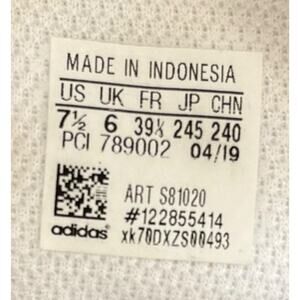 MADE IN INDONESIA
US UK FR JP CHN
7½ 6 39⅓ 245 240
PCI 789002 04/19
ART S81020
#122855414
adidas xk70DXZS00493